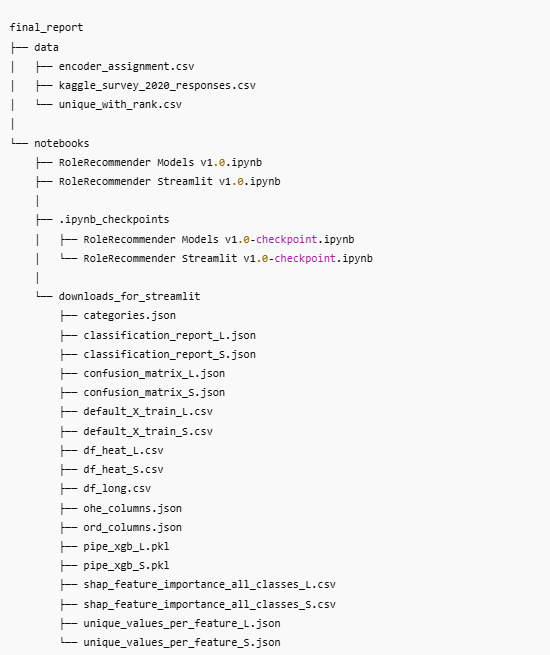 final_report
├── data
│   ├── encoder_assignment.csv
│   ├── kaggle_survey_2020_responses.csv
│   └── unique_with_rank.csv
│
└── notebooks
    ├── RoleRecommender Models v1.0.ipynb
    ├── RoleRecommender Streamlit v1.0.ipynb
    │
    ├── .ipynb_checkpoints
    │   ├── RoleRecommender Models v1.0-checkpoint.ipynb
    │   └── RoleRecommender Streamlit v1.0-checkpoint.ipynb
    │
    └── downloads_for_streamlit
        ├── categories.json
        ├── classification_report_L.json
        ├── classification_report_S.json
        ├── confusion_matrix_L.json
        ├── confusion_matrix_S.json
        ├── default_X_train_L.csv
        ├── default_X_train_S.csv
        ├── df_heat_L.csv
        ├── df_heat_S.csv
        ├── df_long.csv
        ├── ohe_columns.json
        ├── ord_columns.json
        ├── pipe_xgb_L.pkl
        ├── pipe_xgb_S.pkl
        ├── shap_feature_importance_all_classes_L.csv
        ├── shap_feature_importance_all_classes_S.csv
        ├── unique_values_per_feature_L.json
        └── unique_values_per_feature_S.json